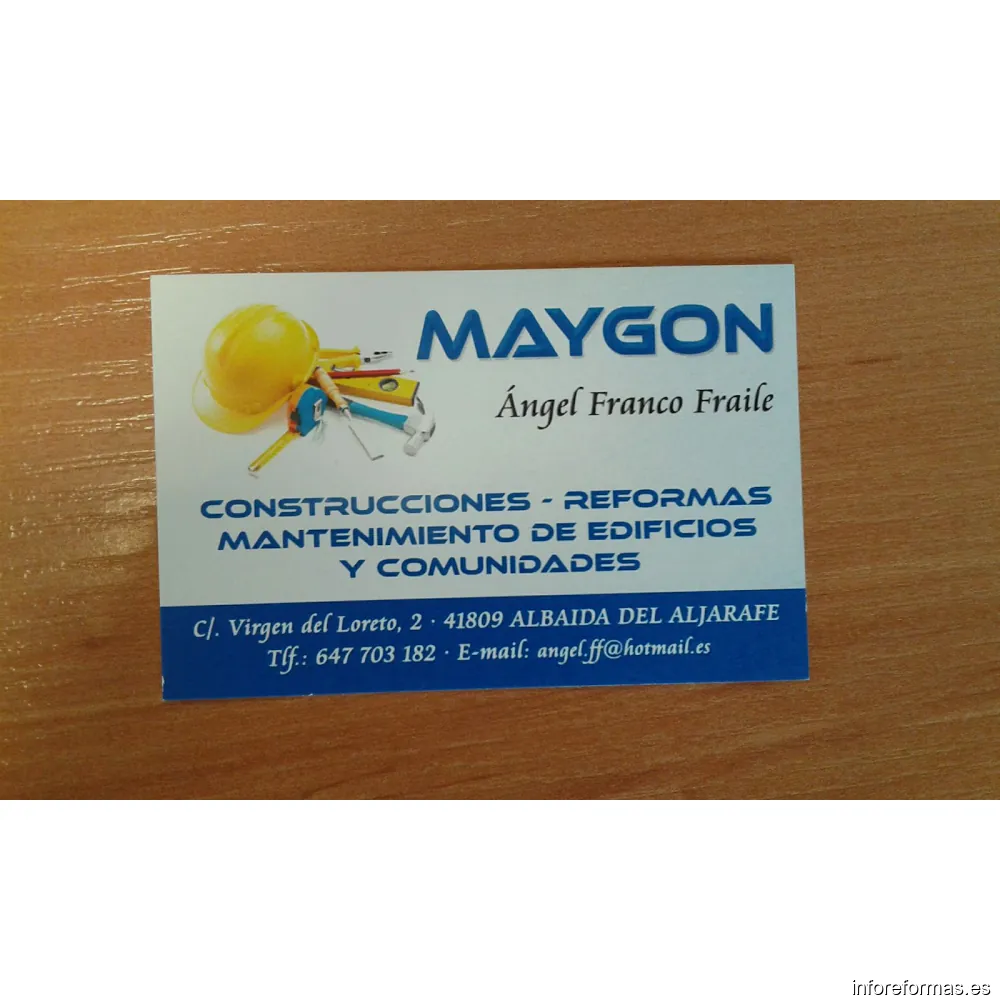 MAYGON
Ángel Franco Fraile
CONSTRUCCIONES - REFORMAS
MANTENIMIENTO DE EDIFICIOS
Y COMUNIDADES
C/. Virgen del Loreto, 2 · 41809 ALBAIDA DEL ALJARAFE
Tlf.: 647 703 182 · E-mail: angel.ff@hotmail.es
inforeformas.es